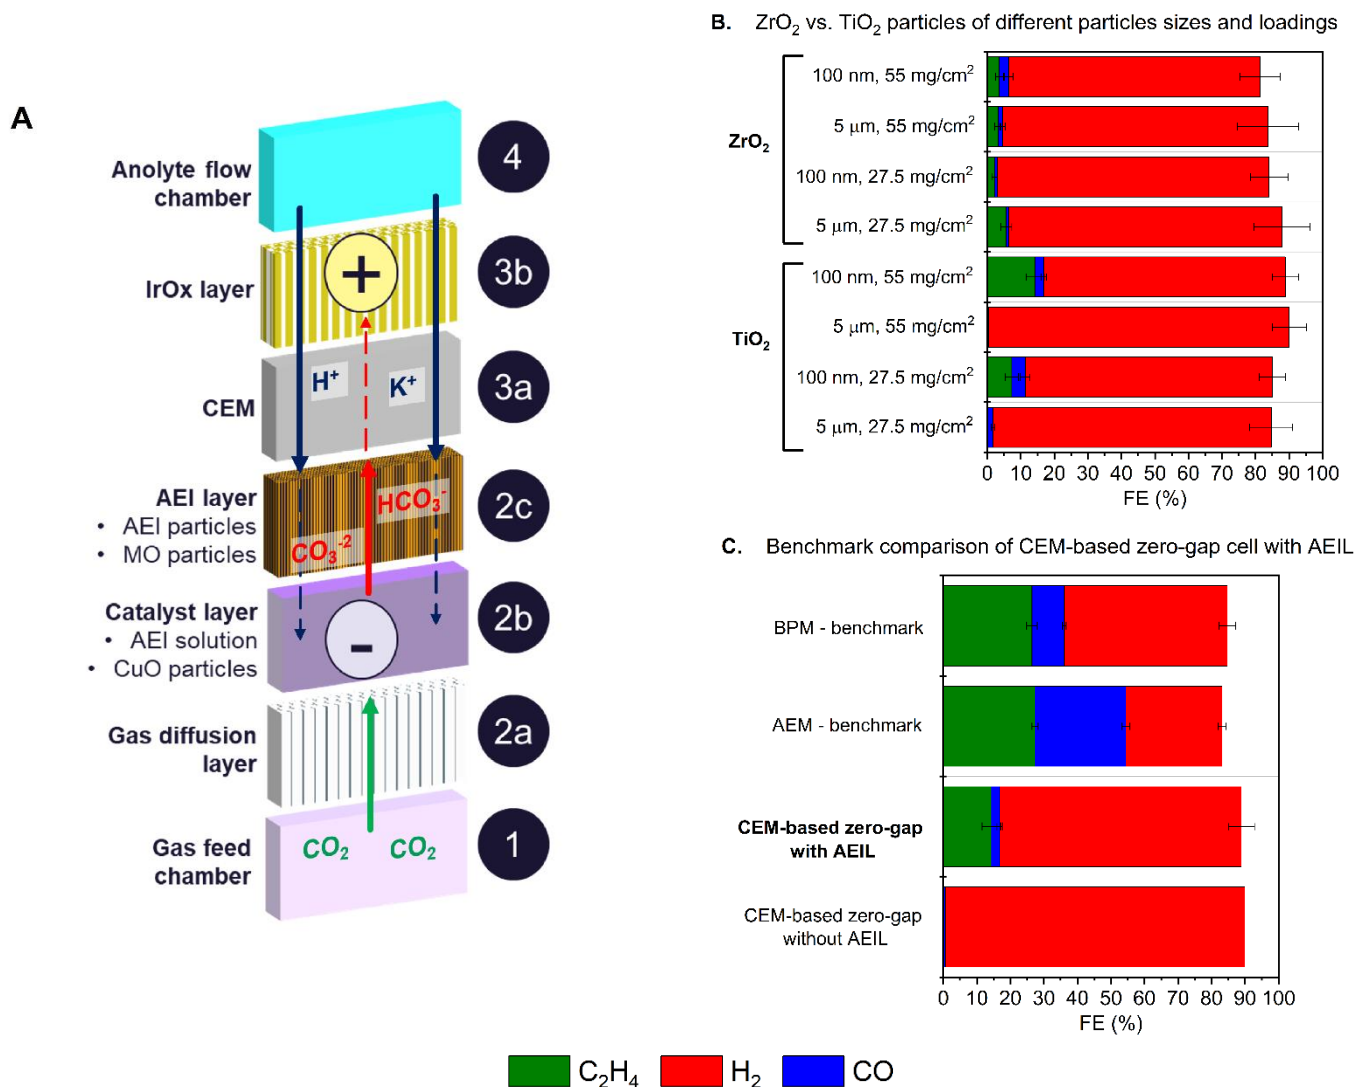 A
Anolyte flow
chamber
4
IrOx layer
+
3b
CEM
H⁺
K⁺
3a
AEI layer
• AEI particles
• MO particles
HCO₃⁻
CO₃⁻²
2c
Catalyst layer
• AEI solution
• CuO particles
-
2b
Gas diffusion
layer
2a
Gas feed
chamber
CO₂ CO₂
1
B. ZrO₂ vs. TiO₂ particles of different particles sizes and loadings
ZrO₂
100 nm, 55 mg/cm²
5 μm, 55 mg/cm²
100 nm, 27.5 mg/cm²
5 μm, 27.5 mg/cm²
TiO₂
100 nm, 55 mg/cm²
5 μm, 55 mg/cm²
100 nm, 27.5 mg/cm²
5 μm, 27.5 mg/cm²
0 10 20 30 40 50 60 70 80 90 100
FE (%)
C. Benchmark comparison of CEM-based zero-gap cell with AEIL
BPM - benchmark
AEM - benchmark
CEM-based zero-gap
with AEIL
CEM-based zero-gap
without AEIL
0 10 20 30 40 50 60 70 80 90 100
FE (%)
C₂H₄ H₂ CO